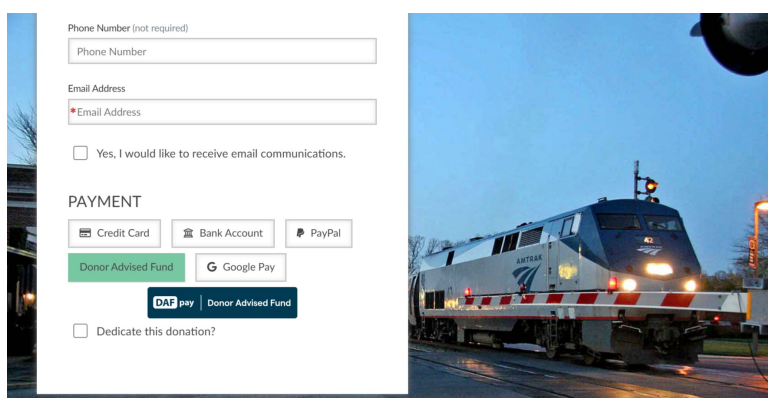 Phone Number (not required)
Phone Number
Email Address
*Email Address
Yes, I would like to receive email communications.
PAYMENT
Credit Card
Bank Account
PayPal
Donor Advised Fund
G Google Pay
DAF pay | Donor Advised Fund
Dedicate this donation?
42
AMTRAK